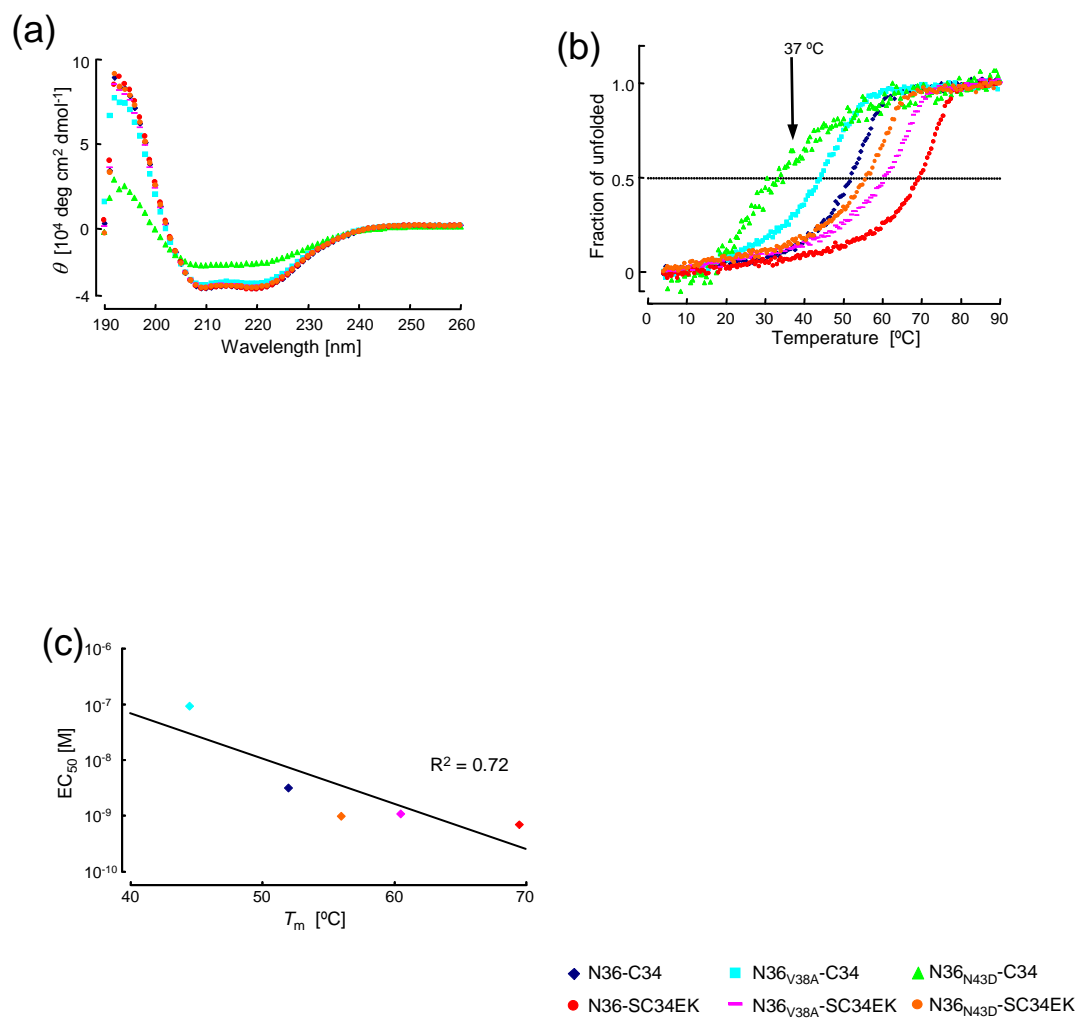 (a)
θ [10⁴ deg cm² dmol⁻¹]
10
5
0
-4
190 200 210 220 230 240 250 260
Wavelength [nm]
(b)
37 ºC
Fraction of unfolded
1.0
0.5
0
0 10 20 30 40 50 60 70 80 90
Temperature [ºC]
(c)
EC₅₀ [M]
10⁻⁶
10⁻⁷
10⁻⁸
10⁻⁹
10⁻¹⁰
R² = 0.72
40 50 60 70
Tₘ [ºC]
N36-C34 N36V38A-C34 N36N43D-C34
N36-SC34EK N36V38A-SC34EK N36N43D-SC34EK